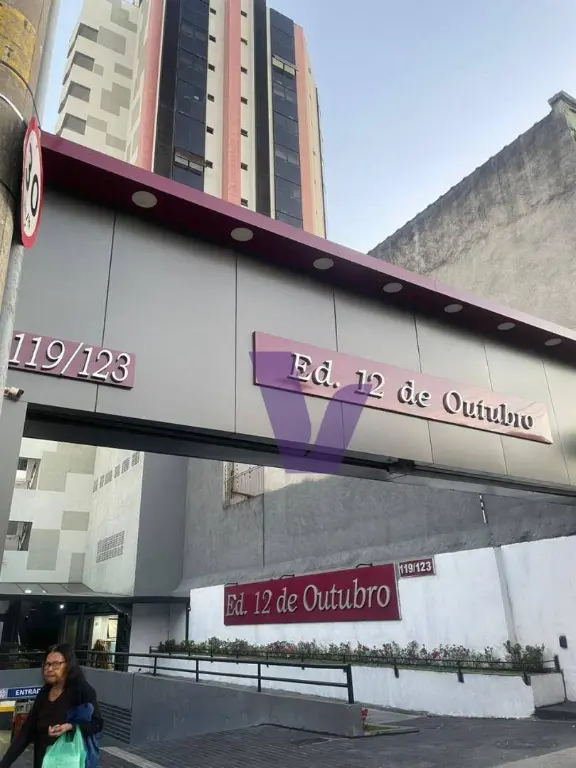 30
119/123
Ed. 12 de Outubro
V
119/123
Ed. 12 de Outubro
ENTRAD